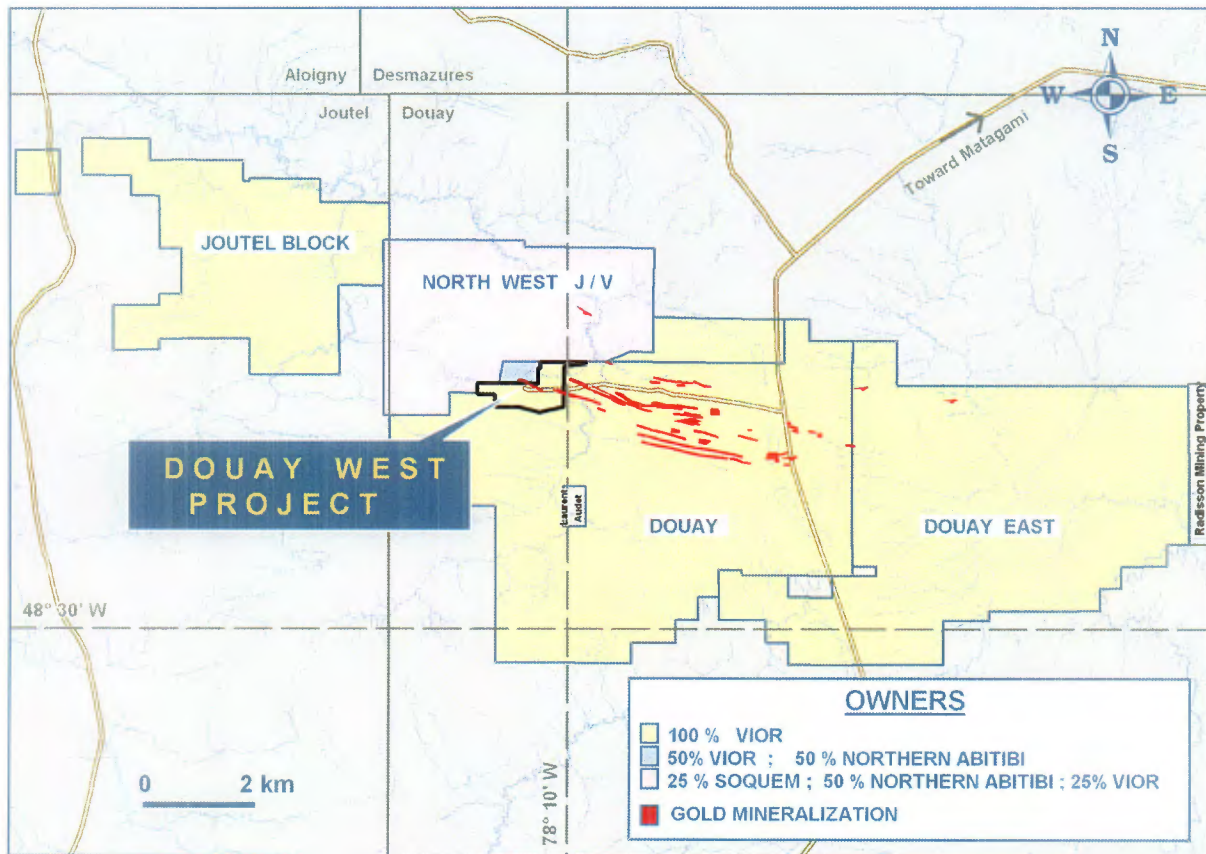 Aloigny Desmazures
Joutel Douay
N
W E
S
Toward Matagami
JOUTEL BLOCK
NORTH WEST J / V
DOUAY WEST
PROJECT
Laurent
Audet
DOUAY
DOUAY EAST
Radisson Mining Property
48° 30' W
78° 10' W
0 2 km
OWNERS
100 % VIOR
50% VIOR ; 50 % NORTHERN ABITIBI
25 % SOQUEM ; 50 % NORTHERN ABITIBI ; 25% VIOR
GOLD MINERALIZATION